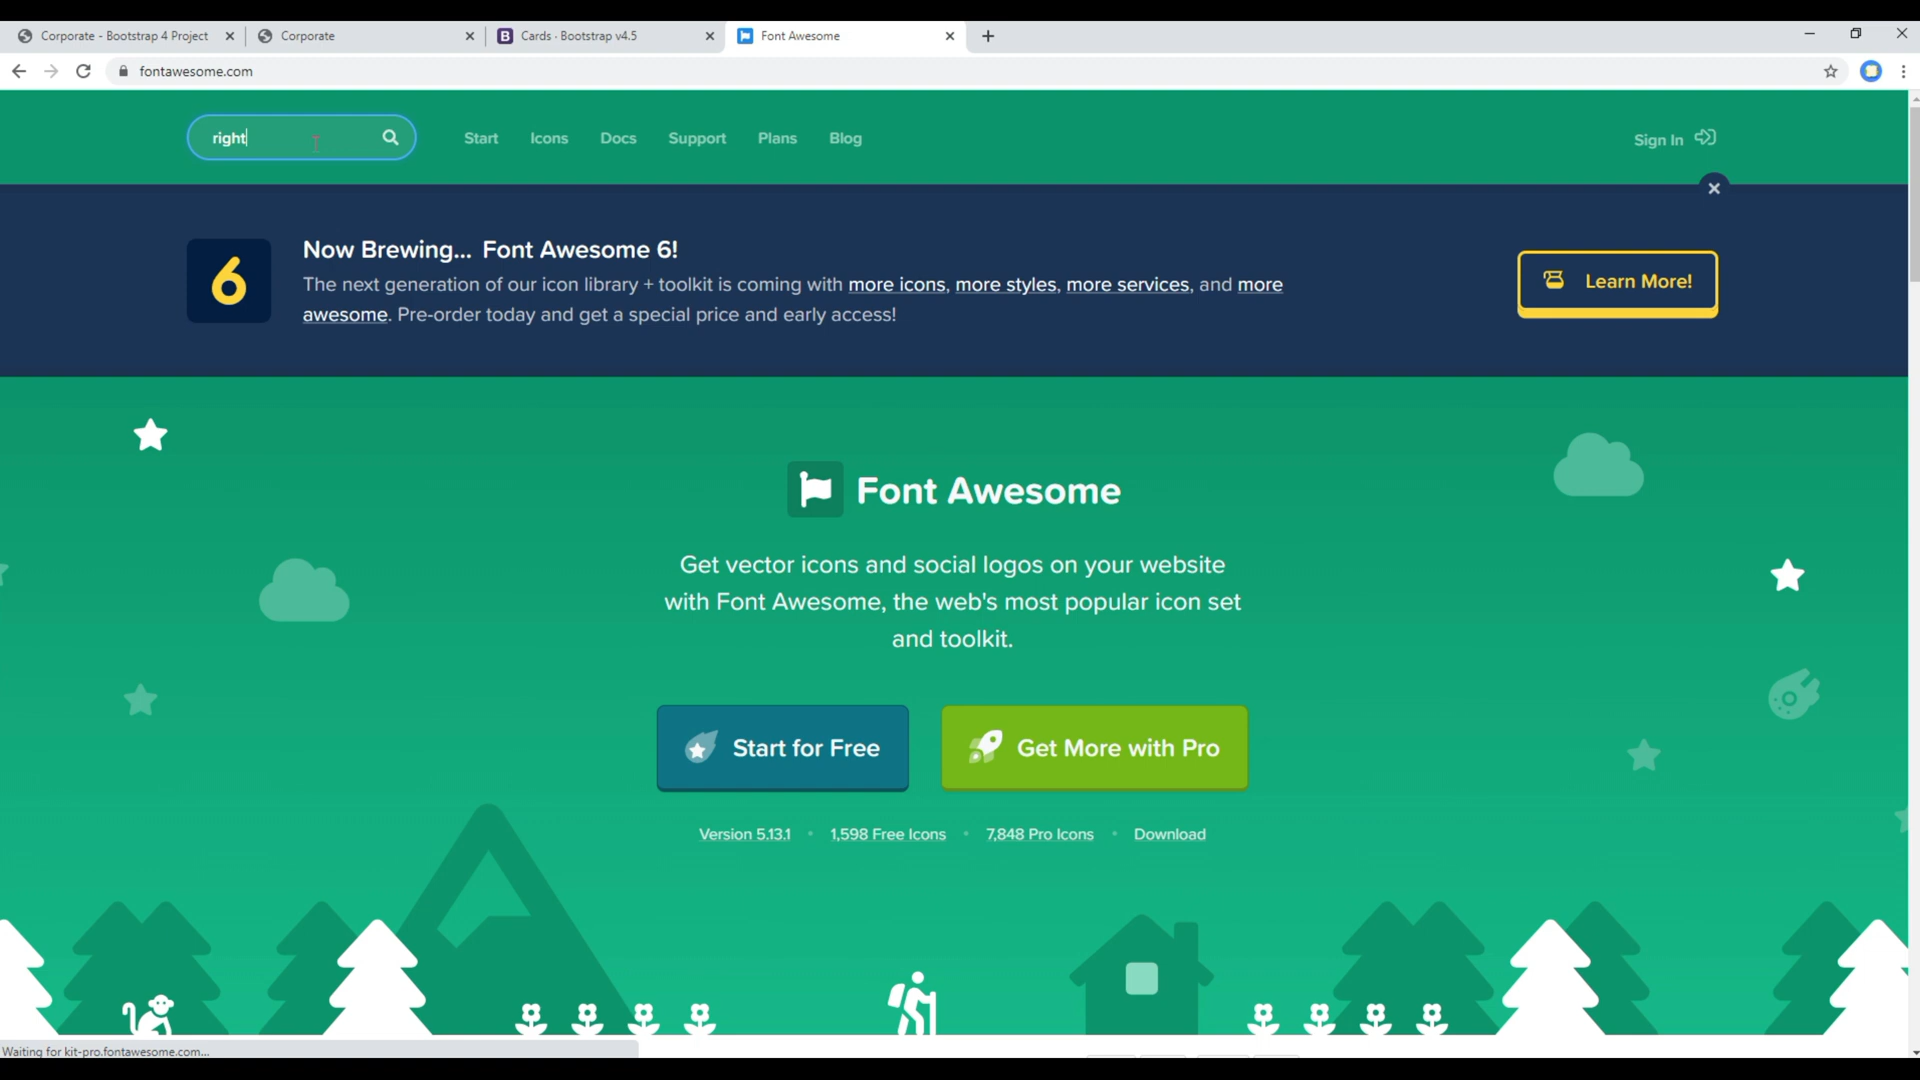 Corporate - Bootstrap 4 Project
Corporate
B Cards · Bootstrap v4.5
Font Awesome
fontawesome.com
right
Start
Icons
Docs
Support
Plans
Blog
Sign In
6
Now Brewing... Font Awesome 6!
The next generation of our icon library + toolkit is coming with more icons, more styles, more services, and more
awesome. Pre-order today and get a special price and early access!
Learn More!
Font Awesome
Get vector icons and social logos on your website
with Font Awesome, the web's most popular icon set
and toolkit.
Start for Free
Get More with Pro
Version 5.13.1 • 1,598 Free Icons • 7,848 Pro Icons • Download
Waiting for kit-pro.fontawesome.com...